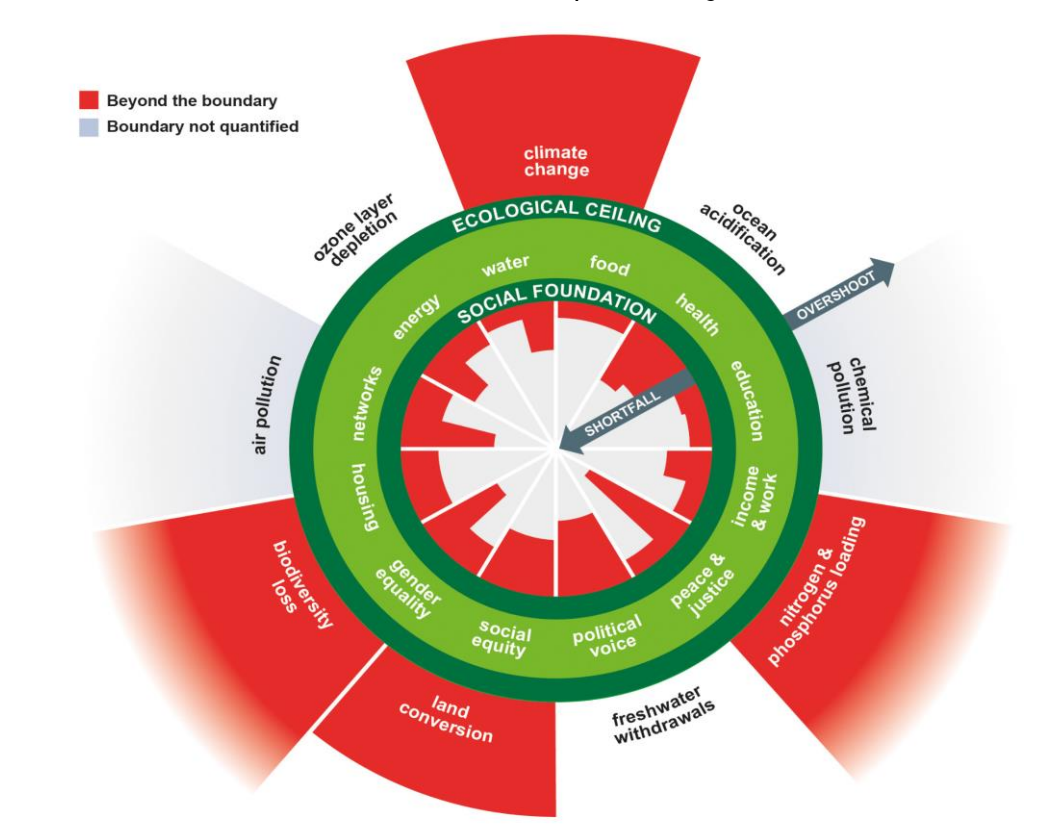 Beyond the boundary
Boundary not quantified
climate
change
ozone layer
depletion
ocean
acidification
ECOLOGICAL CEILING
water
food
energy
health
SOCIAL FOUNDATION
OVERSHOOT
SHORTFALL
networks
education
air pollution
chemical
pollution
housing
income
& work
biodiversity
loss
gender
equality
peace &
justice
nitrogen &
phosphorus loading
social
equity
political
voice
land
conversion
freshwater
withdrawals